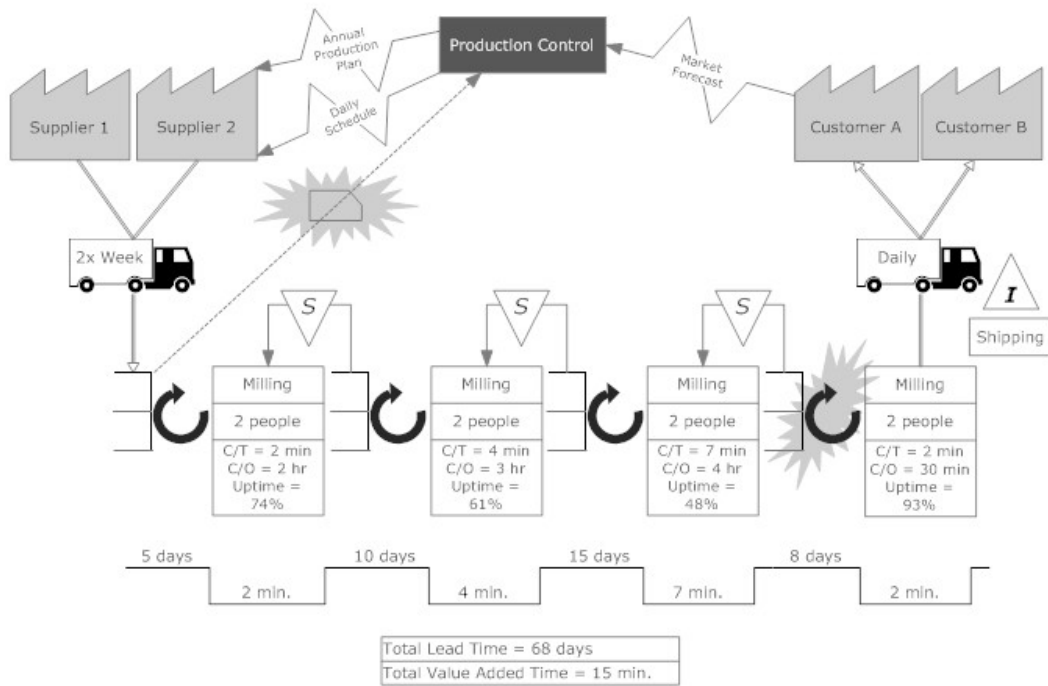 Annual
Production
Plan
Production Control
Market
Forecast
Daily
Schedule
Supplier 1
Supplier 2
Customer A
Customer B
2x Week
Daily
I
Shipping
S
S
S
Milling
2 people
C/T = 2 min
C/O = 2 hr
Uptime =
74%
Milling
2 people
C/T = 4 min
C/O = 3 hr
Uptime =
61%
Milling
2 people
C/T = 7 min
C/O = 4 hr
Uptime =
48%
Milling
2 people
C/T = 2 min
C/O = 30 min
Uptime =
93%
5 days
10 days
15 days
8 days
2 min.
4 min.
7 min.
2 min.
Total Lead Time = 68 days
Total Value Added Time = 15 min.